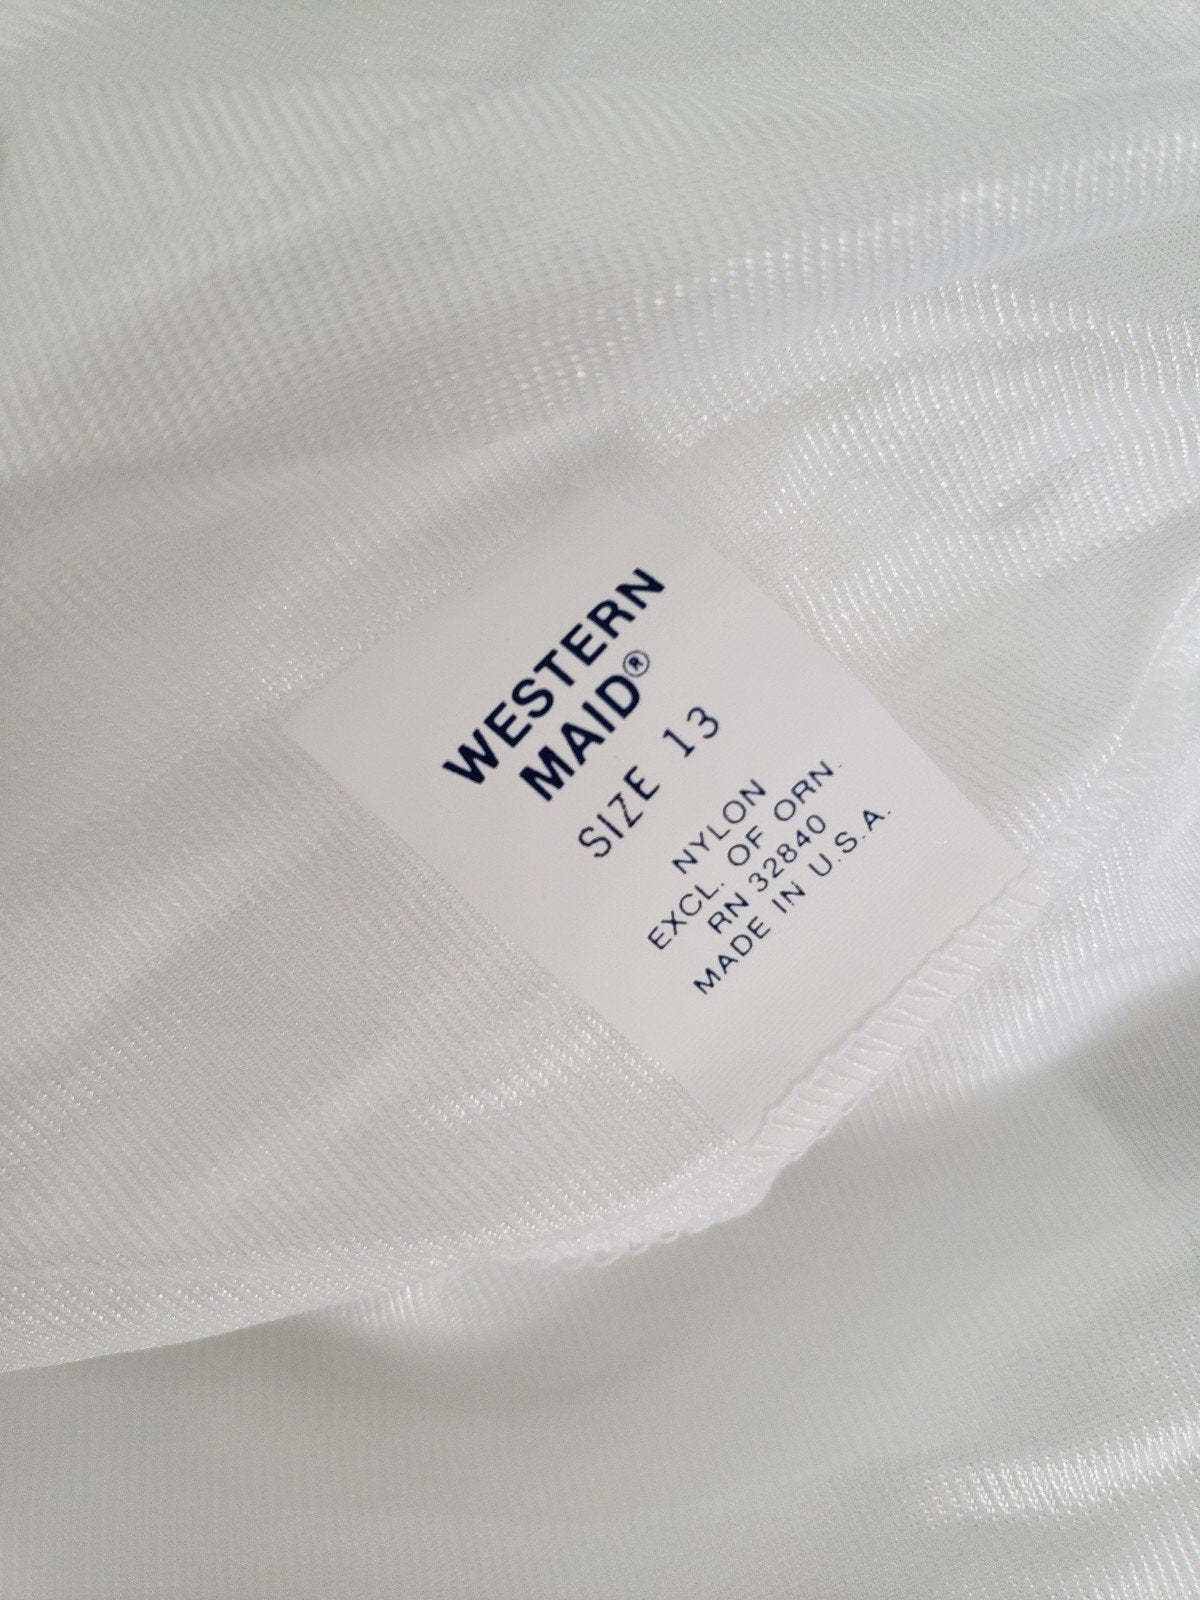 WESTERN
MAID®
SIZE 13
NYLON
EXCL. OF ORN.
RN 32840
MADE IN U.S.A.